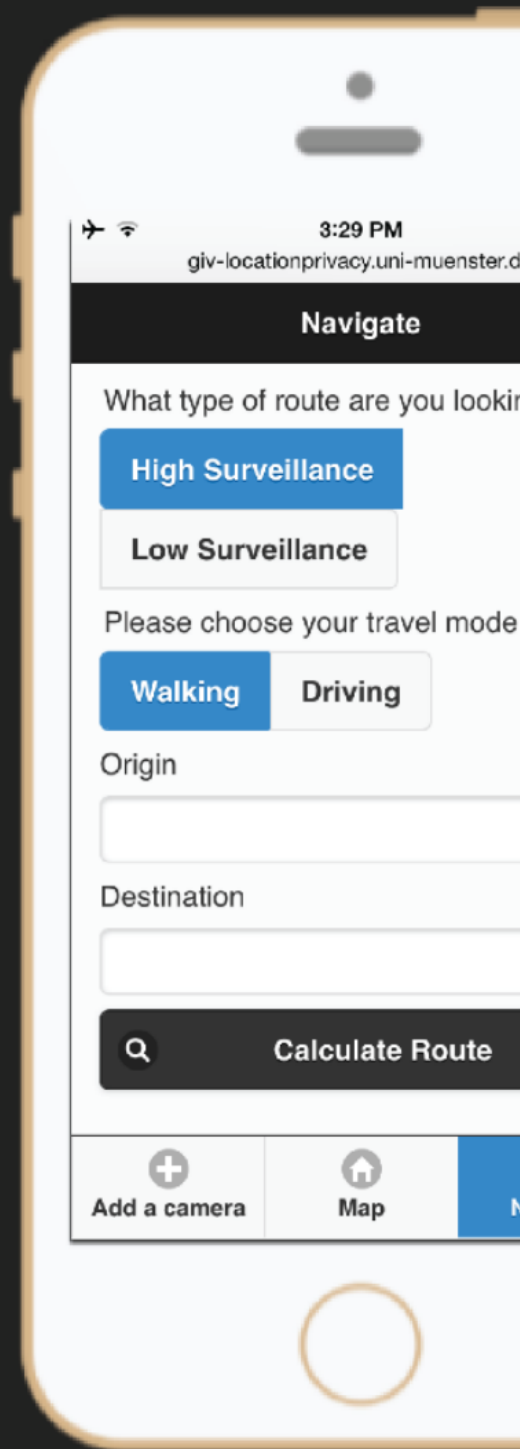 3:29 PM
giv-locationprivacy.uni-muenster.d
Navigate
What type of route are you lookin
High Surveillance
Low Surveillance
Please choose your travel mode
Walking Driving
Origin
Destination
Calculate Route
Add a camera Map N